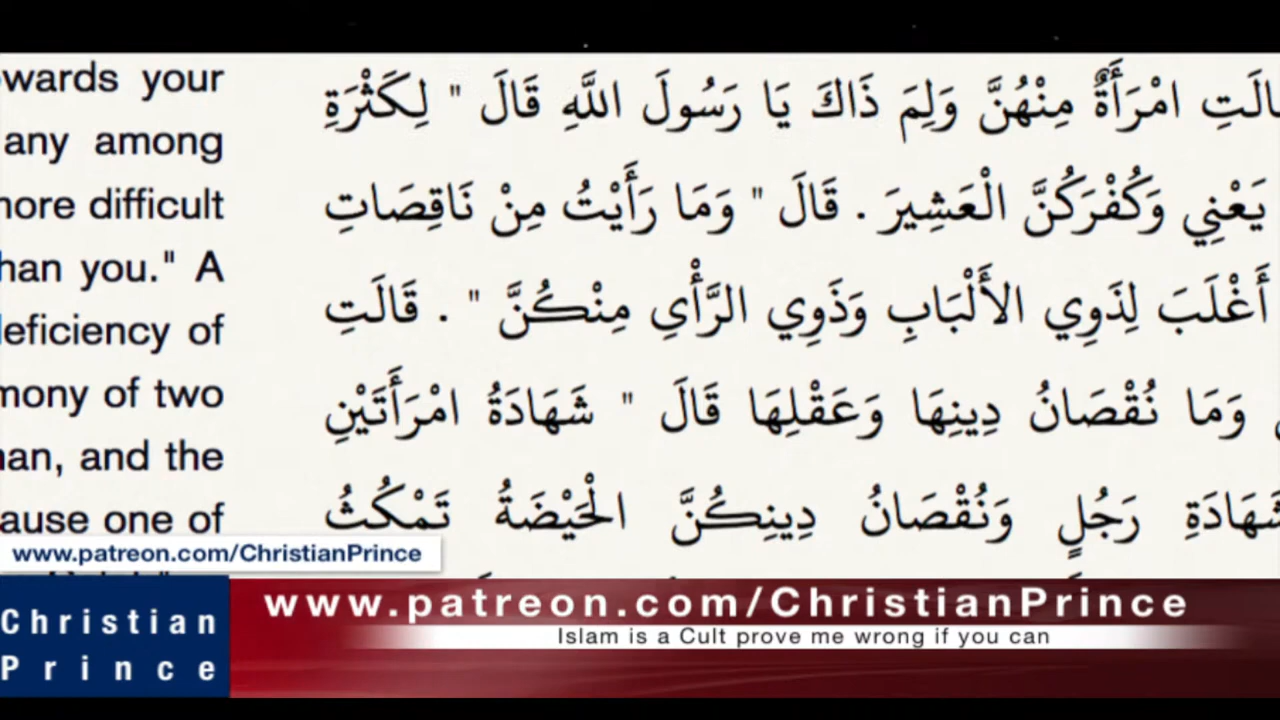 wards your
any among
more difficult
than you." A
deficiency of
mony of two
man, and the
ause one of
الَتِ امْرَأَةٌ مِنْهُنَّ وَلِمَ ذَاكَ يَا رَسُولَ اللَّهِ قَالَ " لِكَثْرَةِ
يَعْنِي وَكُفْرَكُنَّ الْعَشِيرَ . قَالَ " وَمَا رَأَيْتُ مِنْ نَاقِصَاتِ
أَغْلَبَ لِذَوِي الأَلْبَابِ وَذَوِي الرَّأْىِ مِنْكُنَّ " . قَالَتِ
وَمَا نُقْصَانُ دِينِهَا وَعَقْلِهَا قَالَ " شَهَادَةُ امْرَأَتَيْنِ
شَهَادَةِ رَجُلٍ وَنُقْصَانُ دِينِكُنَّ الْحَيْضَةُ تَمْكُثُ
www.patreon.com/ChristianPrince
Christian
Prince
www.patreon.com/ChristianPrince
Islam is a Cult prove me wrong if you can